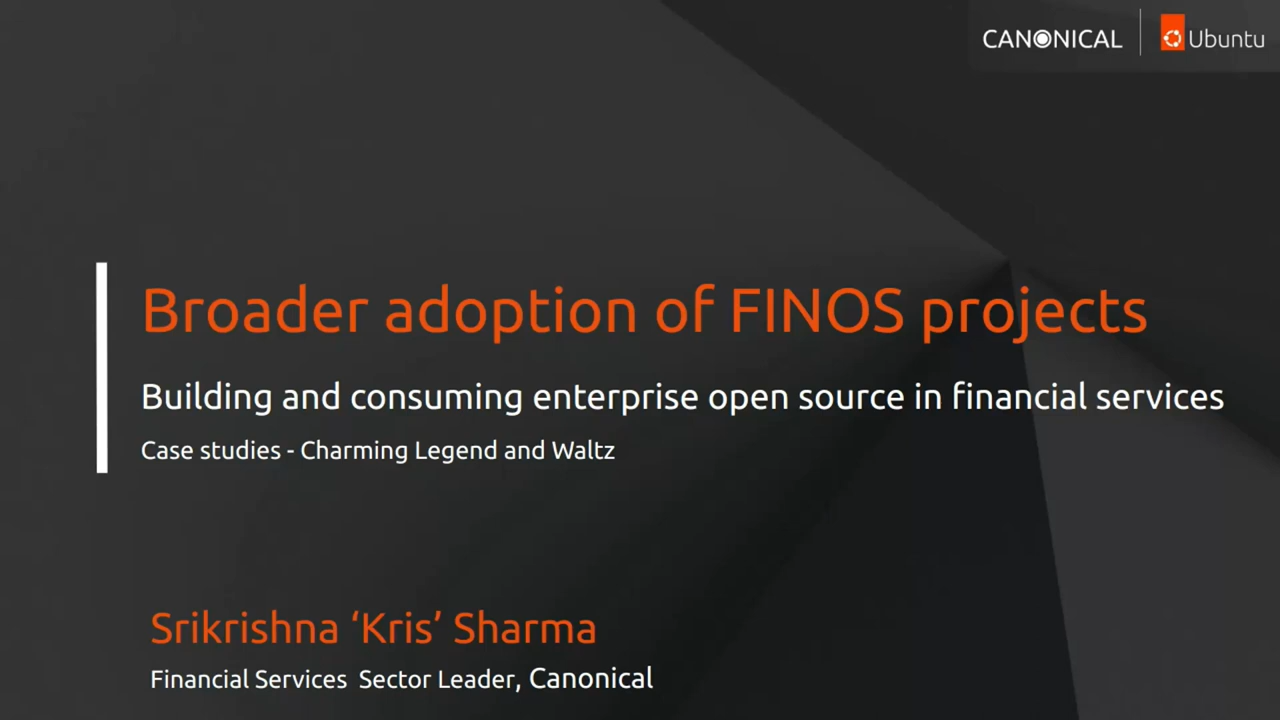 CANONICAL Ubuntu
Broader adoption of FINOS projects
Building and consuming enterprise open source in financial services
Case studies - Charming Legend and Waltz
Srikrishna ‘Kris’ Sharma
Financial Services Sector Leader, Canonical